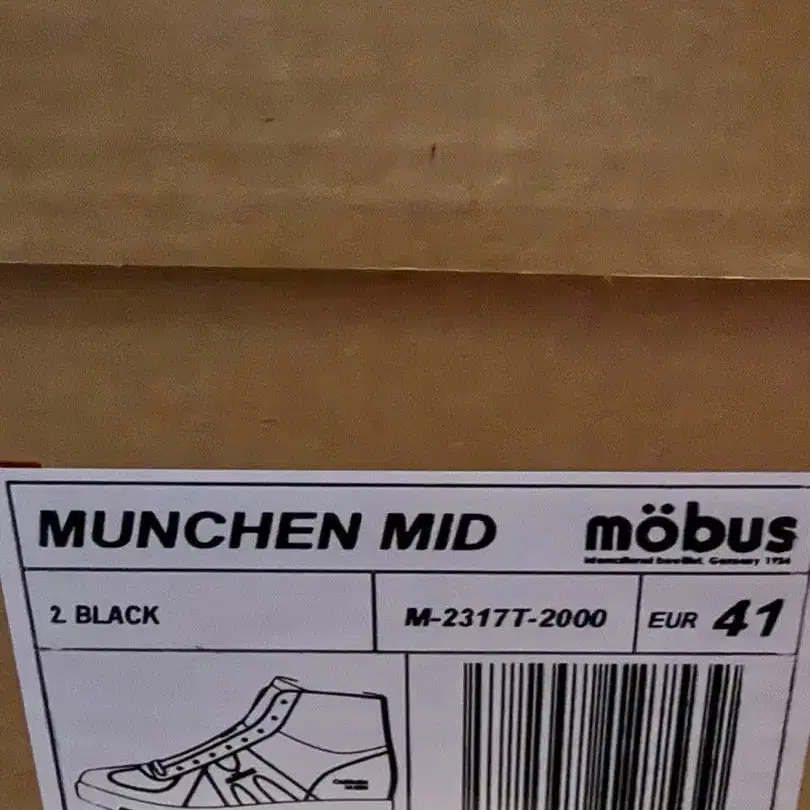 MUNCHEN MID
möbus
2. BLACK
M-2317T-2000
EUR 41